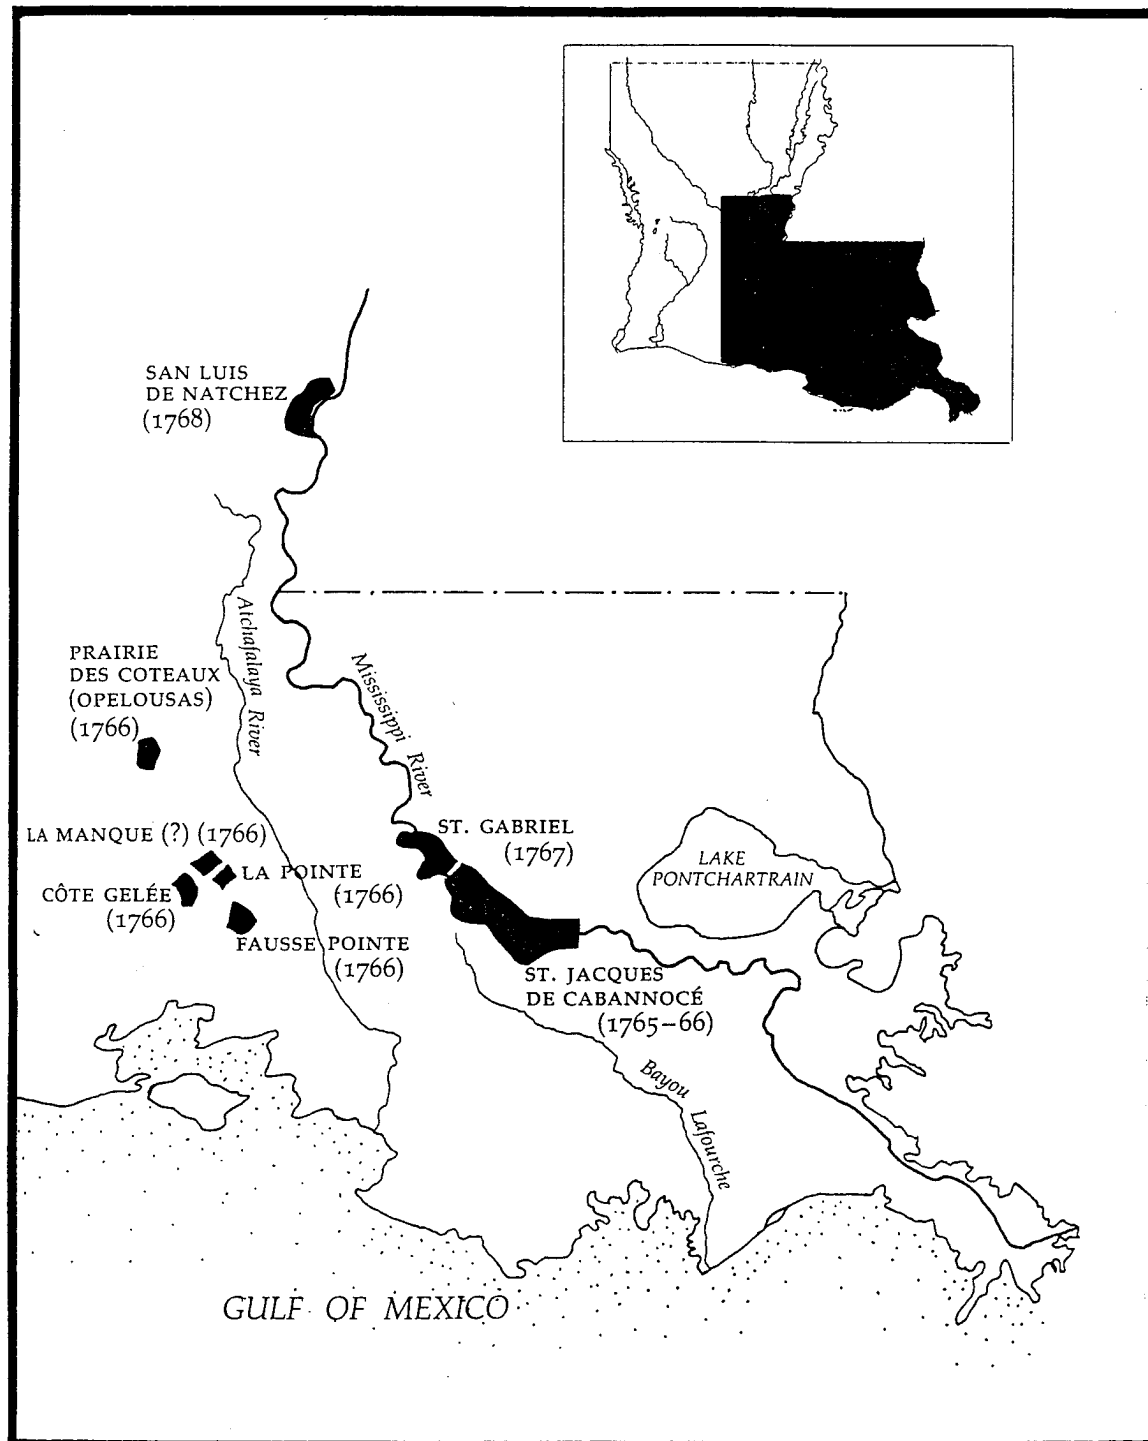 SAN LUIS
DE NATCHEZ
(1768)
Atchafalaya River
PRAIRIE
DES COTEAUX
(OPELOUSAS)
(1766)
Mississippi River
LA MANQUE (?) (1766)
LA POINTE
(1766)
CÔTE GELÉE
(1766)
FAUSSE POINTE
(1766)
ST. GABRIEL
(1767)
LAKE
PONTCHARTRAIN
ST. JACQUES
DE CABANNOCÉ
(1765–66)
Bayou Lafourche
GULF OF MEXICO